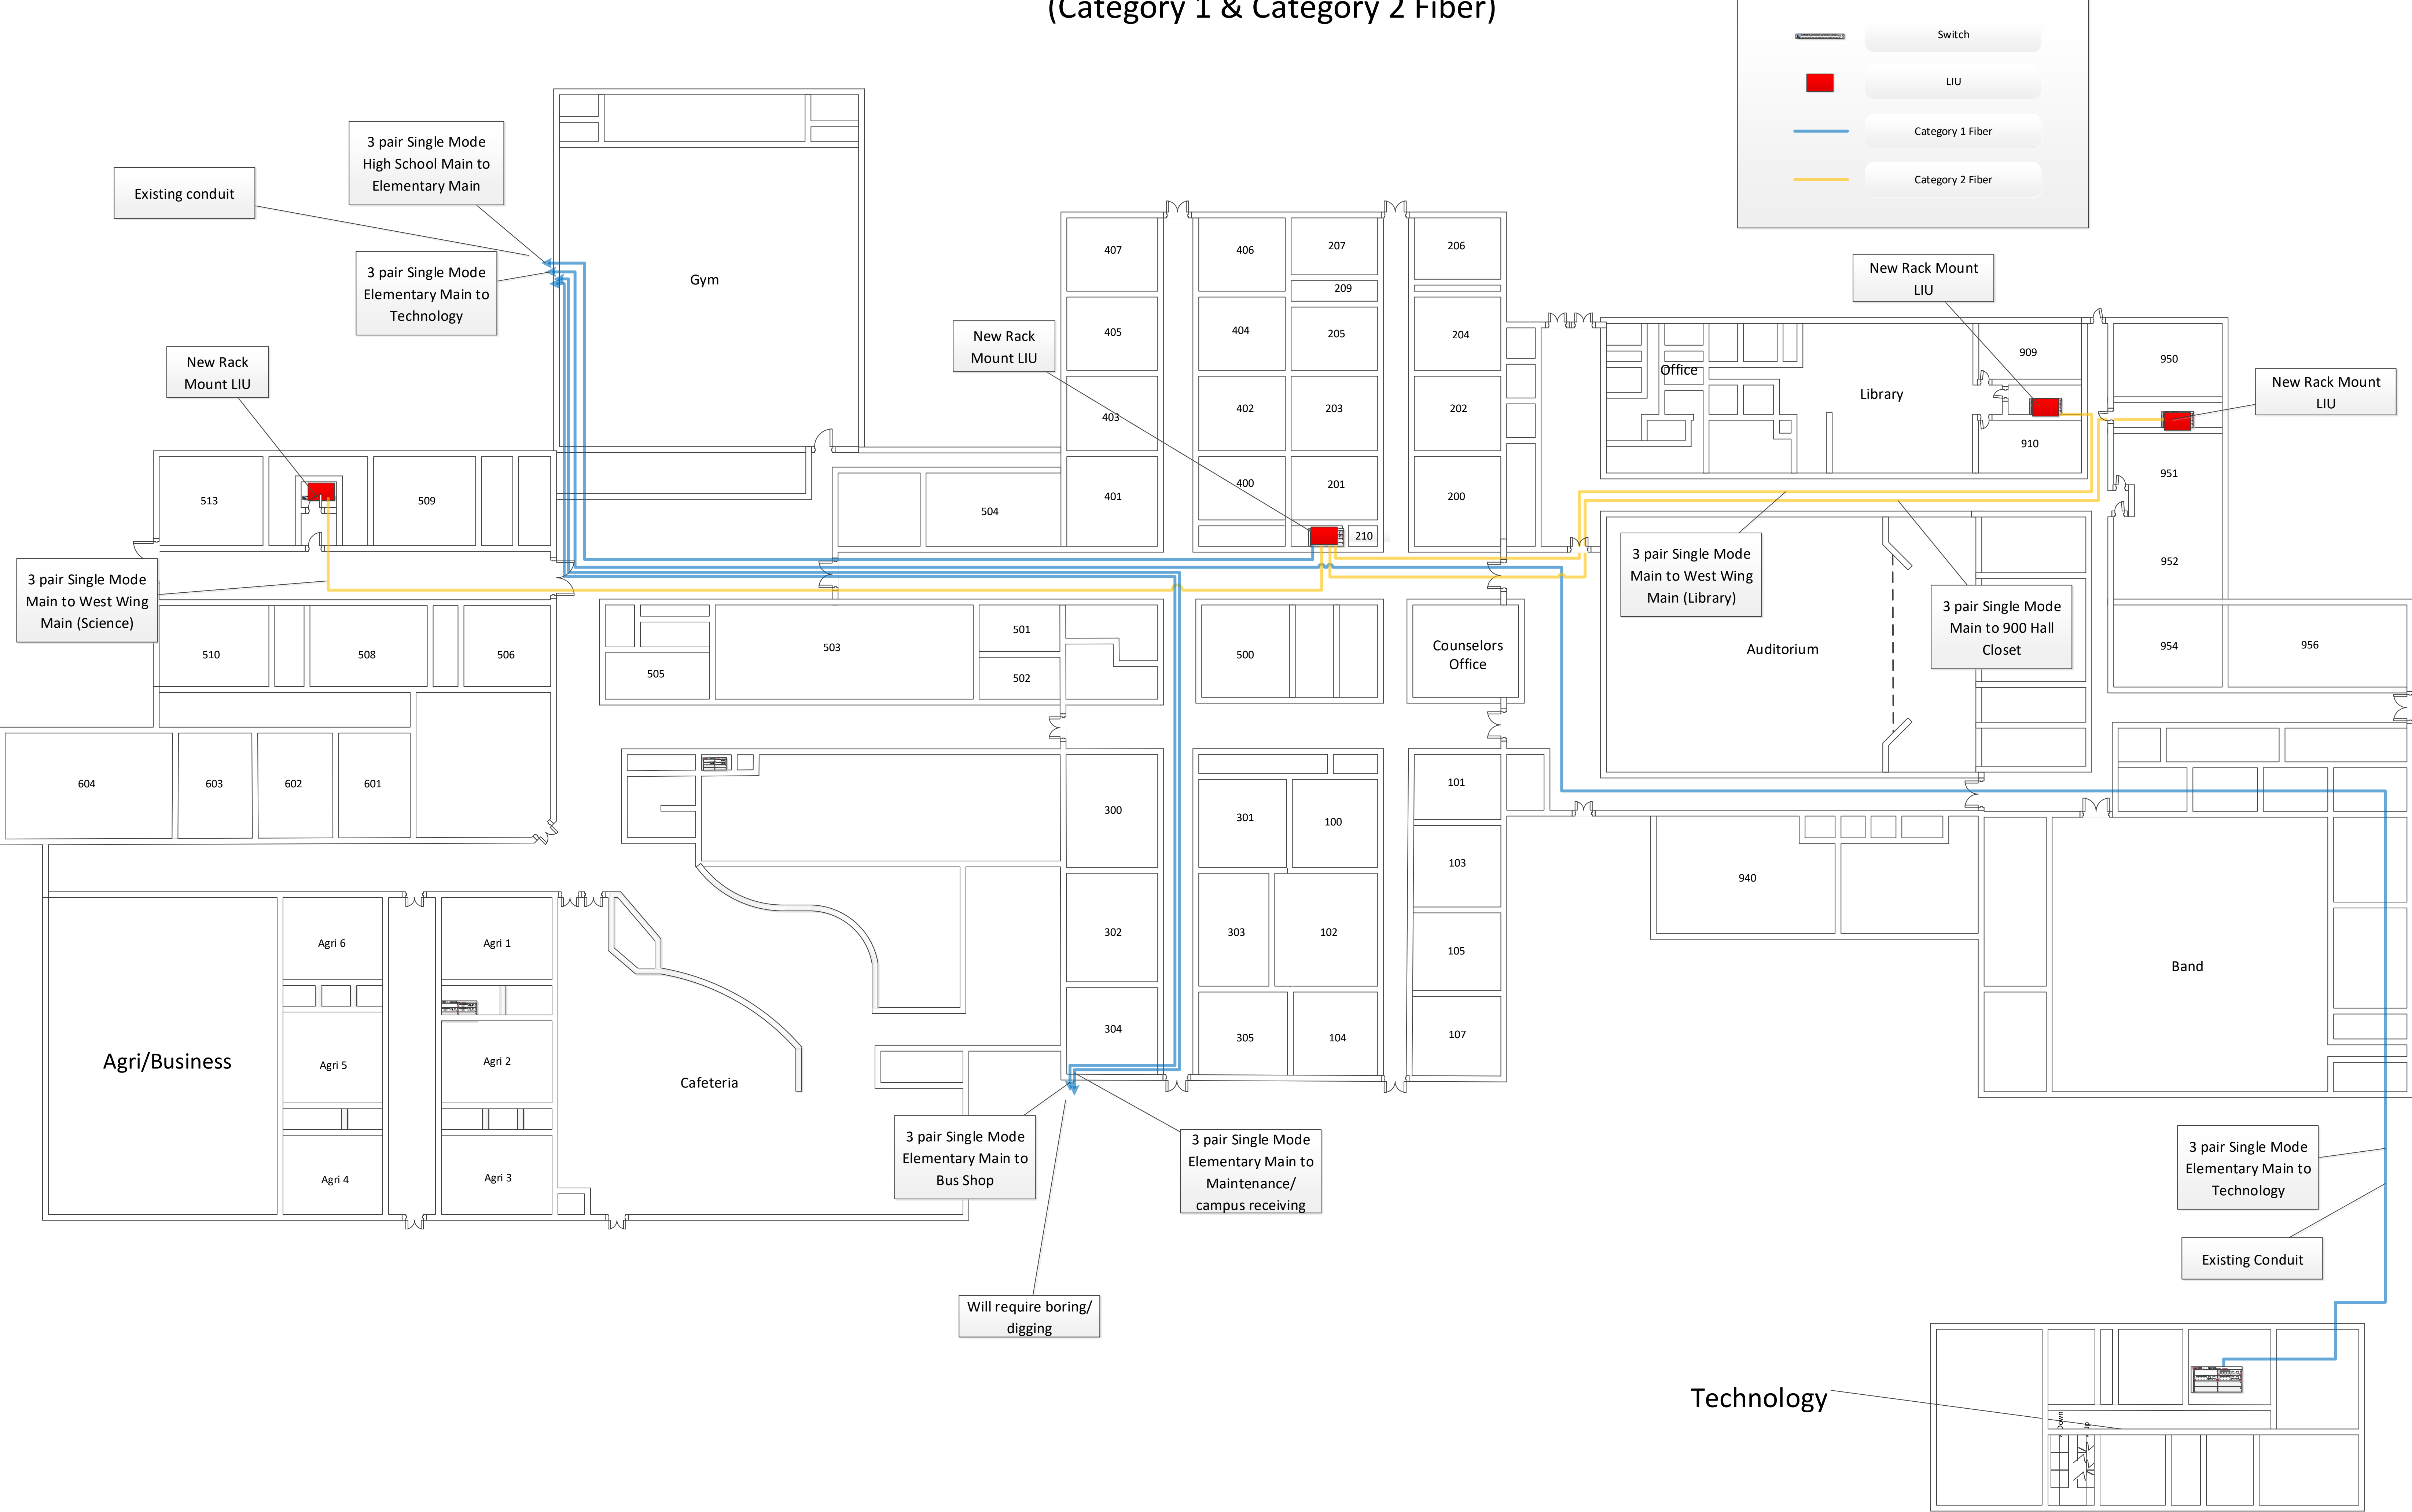 (Category 1 & Category 2 Fiber)
Switch
LIU
Category 1 Fiber
Category 2 Fiber
3 pair Single Mode
High School Main to
Elementary Main
Existing conduit
3 pair Single Mode
Elementary Main to
Technology
Gym
New Rack
Mount LIU
New Rack
Mount LIU
New Rack Mount
LIU
New Rack Mount
LIU
407
406
207
206
209
405
404
205
204
403
402
203
202
401
400
201
200
210
Office
Library
909
910
950
951
952
954
956
513
509
504
3 pair Single Mode
Main to West Wing
Main (Science)
3 pair Single Mode
Main to West Wing
Main (Library)
3 pair Single Mode
Main to 900 Hall
Closet
510
508
506
505
503
501
502
500
Counselors
Office
Auditorium
604
603
602
601
300
301
100
101
103
302
303
102
105
304
305
104
107
940
Band
Agri/Business
Agri 6
Agri 1
Agri 5
Agri 2
Agri 4
Agri 3
Cafeteria
3 pair Single Mode
Elementary Main to
Bus Shop
3 pair Single Mode
Elementary Main to
Maintenance/
campus receiving
3 pair Single Mode
Elementary Main to
Technology
Existing Conduit
Will require boring/
digging
Technology
Down
Up